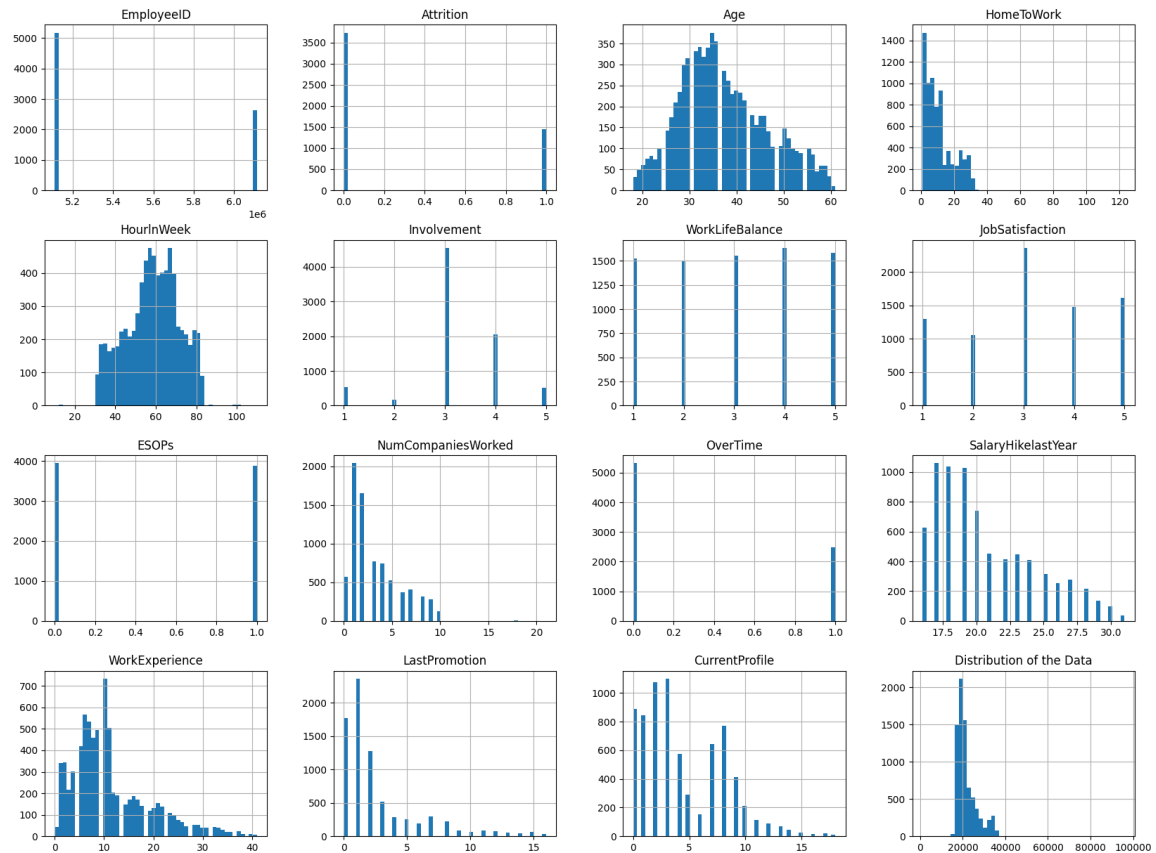 EmployeeID Attrition Age HomeToWork
5000 4000 3000 2000 1000 0
5.2 5.4 5.6 5.8 6.0
1e6
3500 3000 2500 2000 1500 1000 500 0
0.0 0.2 0.4 0.6 0.8 1.0
350 300 250 200 150 100 50 0
20 30 40 50 60
1400 1200 1000 800 600 400 200 0
0 20 40 60 80 100 120
HourInWeek Involvement WorkLifeBalance JobSatisfaction
400 300 200 100 0
20 40 60 80 100
4000 3000 2000 1000 0
1 2 3 4 5
1500 1250 1000 750 500 250 0
1 2 3 4 5
2000 1500 1000 500 0
1 2 3 4 5
ESOPs NumCompaniesWorked OverTime SalaryHikelastYear
4000 3000 2000 1000 0
0.0 0.2 0.4 0.6 0.8 1.0
2000 1500 1000 500 0
0 5 10 15 20
5000 4000 3000 2000 1000 0
0.0 0.2 0.4 0.6 0.8 1.0
1000 800 600 400 200 0
17.5 20.0 22.5 25.0 27.5 30.0
WorkExperience LastPromotion CurrentProfile Distribution of the Data
700 600 500 400 300 200 100 0
0 10 20 30 40
2000 1500 1000 500 0
0 5 10 15
1000 800 600 400 200 0
0 5 10 15
2000 1500 1000 500 0
0 20000 40000 60000 80000 100000